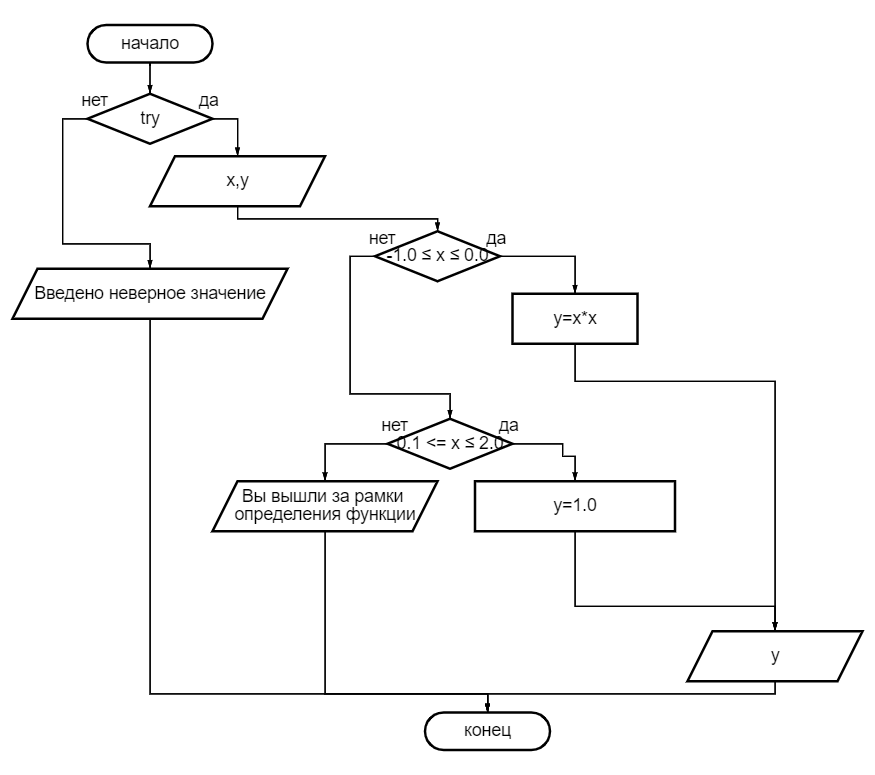 начало
нет
да
try
x,y
нет
да
-1.0 ≤ x ≤ 0.0
Введено неверное значение
y=x*x
нет
да
0.1 <= x ≤ 2.0
Вы вышли за рамки
определения функции
y=1.0
y
конец